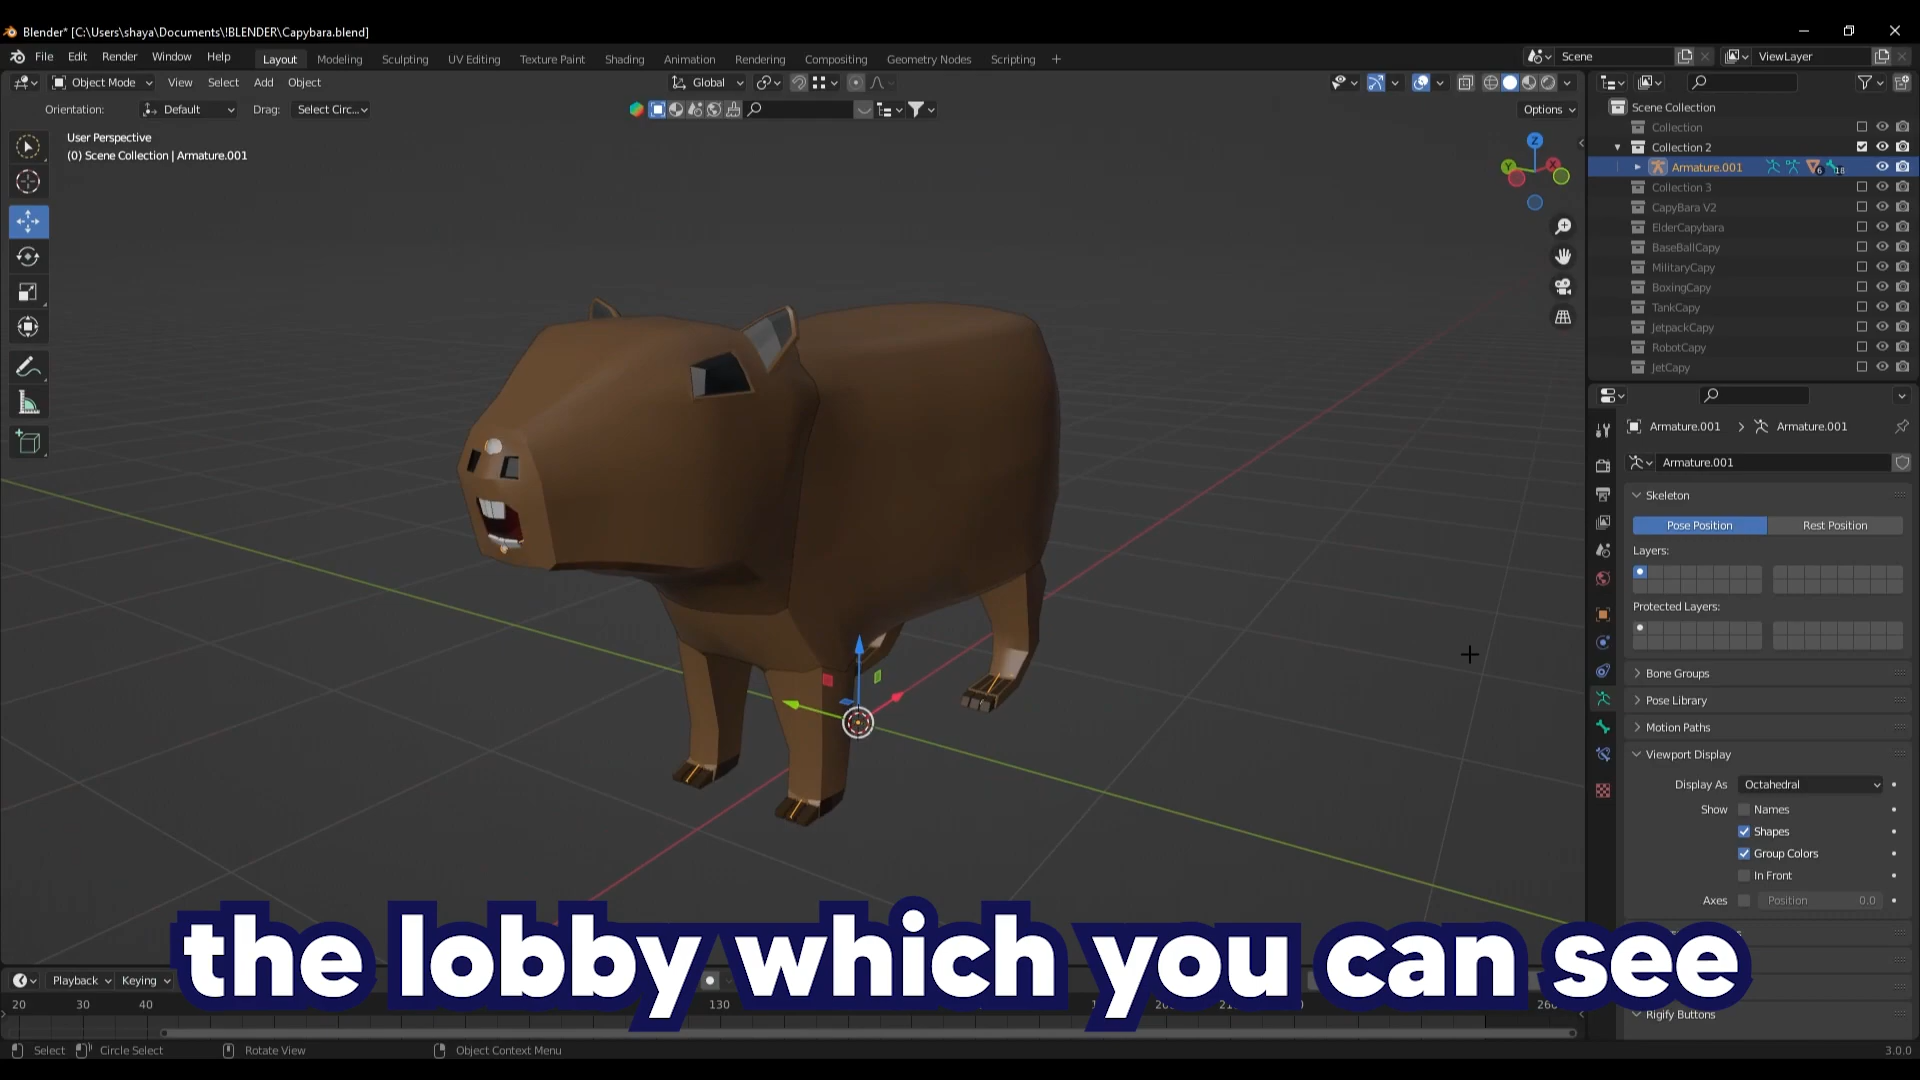 Blender* [C:\Users\shaya\Documents\!BLENDER\Capybara.blend]
File Edit Render Window Help Layout Modeling Sculpting UV Editing Texture Paint Shading Animation Rendering Compositing Geometry Nodes Scripting + Scene ViewLayer
Object Mode View Select Add Object Global
Orientation: Default Drag: Select Circ... Options
User Perspective
(0) Scene Collection | Armature.001
Z
Y X
Scene Collection
Collection
Collection 2
Armature.001 6 18
Collection 3
CapyBara V2
ElderCapybara
BaseBallCapy
MilitaryCapy
BoxingCapy
TankCapy
JetpackCapy
RobotCapy
JetCapy
Armature.001 > Armature.001
Armature.001
Skeleton
Pose Position Rest Position
Layers:
Protected Layers:
Bone Groups
Pose Library
Motion Paths
Viewport Display
Display As Octahedral
Show Names
Shapes
Group Colors
In Front
Axes Position 0.0
the lobby which you can see
Playback Keying
20 30 40 130
Rigify Buttons
Select Circle Select Rotate View Object Context Menu 3.0.0